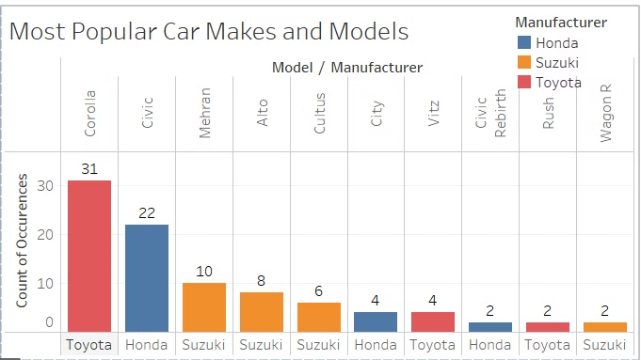 Most Popular Car Makes and Models
Manufacturer
Honda
Suzuki
Toyota
Model / Manufacturer
Corolla
Civic
Mehran
Alto
Cultus
City
Vitz
Civic
Rebirth
Rush
Wagon R
Count of Occurences
30
20
10
0
31
22
10
8
6
4
4
2
2
2
Toyota Honda Suzuki Suzuki Suzuki Honda Toyota Honda Toyota Suzuki